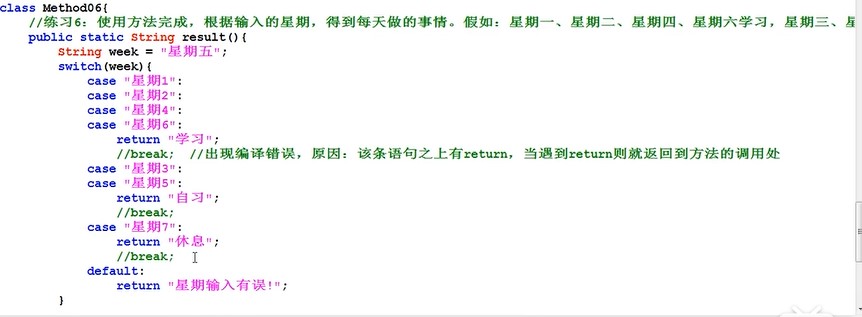 class Method06{
//练习6：使用方法完成，根据输入的星期，得到每天做的事情。假如：星期一、星期二、星期四、星期六学习，星期三、星
public static String result(){
String week = "星期五";
switch(week){
case "星期1":
case "星期2":
case "星期4":
case "星期6":
return "学习";
//break; //出现编译错误，原因：该条语句之上有return，当遇到return则就返回到方法的调用处
case "星期3":
case "星期5":
return "自习";
//break;
case "星期7":
return "休息";
//break;
default:
return "星期输入有误!";
}